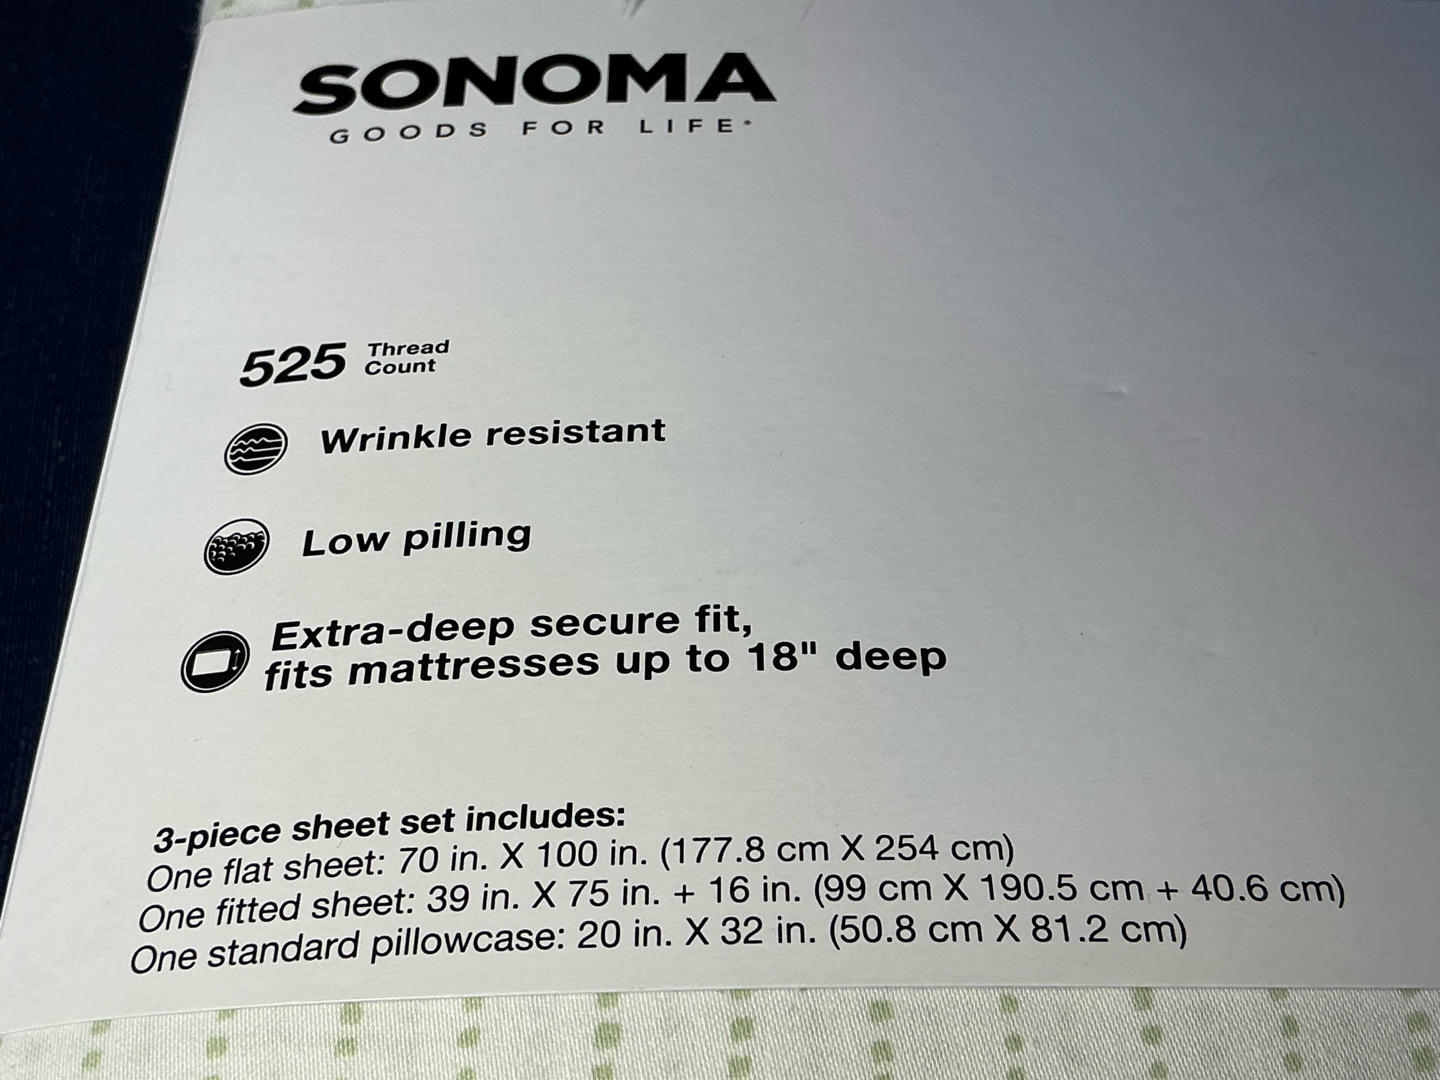 SONOMA
GOODS FOR LIFE®
525 Thread
Count
Wrinkle resistant
Low pilling
Extra-deep secure fit,
fits mattresses up to 18" deep
3-piece sheet set includes:
One flat sheet: 70 in. X 100 in. (177.8 cm X 254 cm)
One fitted sheet: 39 in. X 75 in. + 16 in. (99 cm X 190.5 cm + 40.6 cm)
One standard pillowcase: 20 in. X 32 in. (50.8 cm X 81.2 cm)